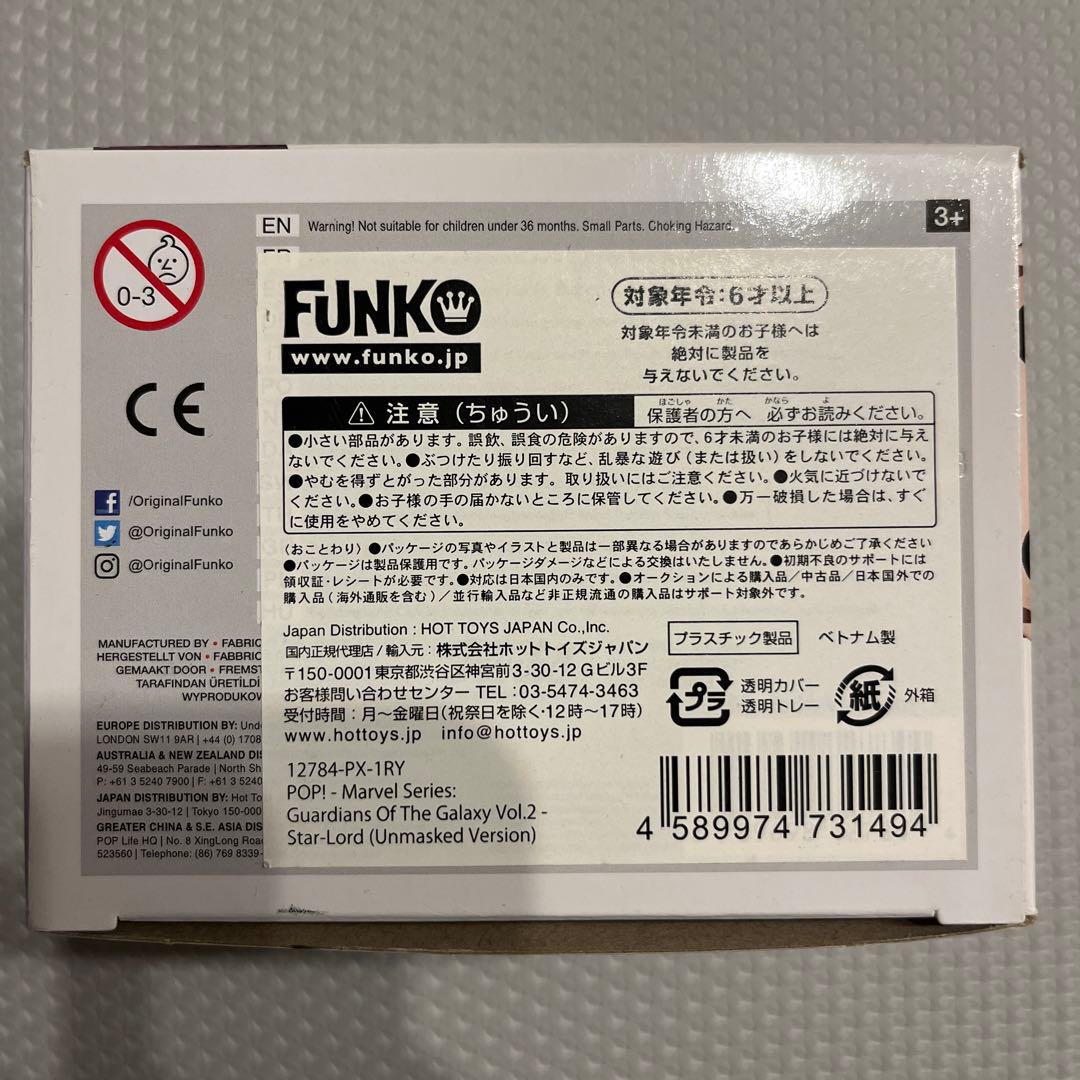 3+
EN Warning! Not suitable for children under 36 months. Small Parts. Choking Hazard.
0-3
CE
FUNKO
www.funko.jp
対象年令:6才以上
対象年令未満のお子様へは
絶対に製品を
与えないでください。
⚠ 注意(ちゅうい)
保護者の方へ 必ずお読みください。
●小さい部品があります。誤飲、誤食の危険がありますので、6才未満のお子様には絶対に与え
ないでください。●ぶつけたり振り回すなど、乱暴な遊び(または扱い)をしないでください。
●やむを得ずとがった部分があります。取り扱いにはご注意ください。●火気に近づけないで
ください。●お子様の手の届かないところに保管してください。●万一破損した場合は、すぐ
に使用をやめてください。
(おことわり) ●パッケージの写真やイラストと製品は一部異なる場合がありますのであらかじめご了承ください
●パッケージは製品保護用です。パッケージダメージなどによる交換はいたしません。●初期不良のサポートには
領収証・レシートが必要です。●対応は日本国内のみです。●オークションによる購入品/中古品/日本国外での
購入品(海外通販を含む)/並行輸入品など非正規流通の購入品はサポート対象外です。
Japan Distribution : HOT TOYS JAPAN Co.,Inc.
国内正規代理店/輸入元:株式会社ホットトイズジャパン
〒150-0001 東京都渋谷区神宮前3-30-12 Gビル3F
お客様問い合わせセンター TEL:03-5474-3463
受付時間:月〜金曜日(祝祭日を除く・12時〜17時)
www.hottoys.jp info@hottoys.jp
プラスチック製品
ベトナム製
プラ
透明カバー
透明トレー
紙
外箱
12784-PX-1RY
POP! - Marvel Series:
Guardians Of The Galaxy Vol.2 -
Star-Lord (Unmasked Version)
4 589974 731494
/OriginalFunko
@OriginalFunko
@OriginalFunko
MANUFACTURED BY • FABRIC
HERGESTELLT VON • FABBRIC
GEMAAKT DOOR • FREMST
TARAFINDAN ÜRETİLDİ
WYPRODUKOW
EUROPE DISTRIBUTION BY: Und
LONDON SW11 9AR | +44 (0) 1708
AUSTRALIA & NEW ZEALAND DIS
49-59 Seabeach Parade | North Sh
P: +61 3 5240 7900 | F: +61 3 5240
JAPAN DISTRIBUTION BY: Hot To
Jingumae 3-30-12 | Tokyo 150-000
GREATER CHINA & S.E. ASIA DIS
POP Life HQ | No. 8 XingLong Road
523560 | Telephone: (86) 769 8339-